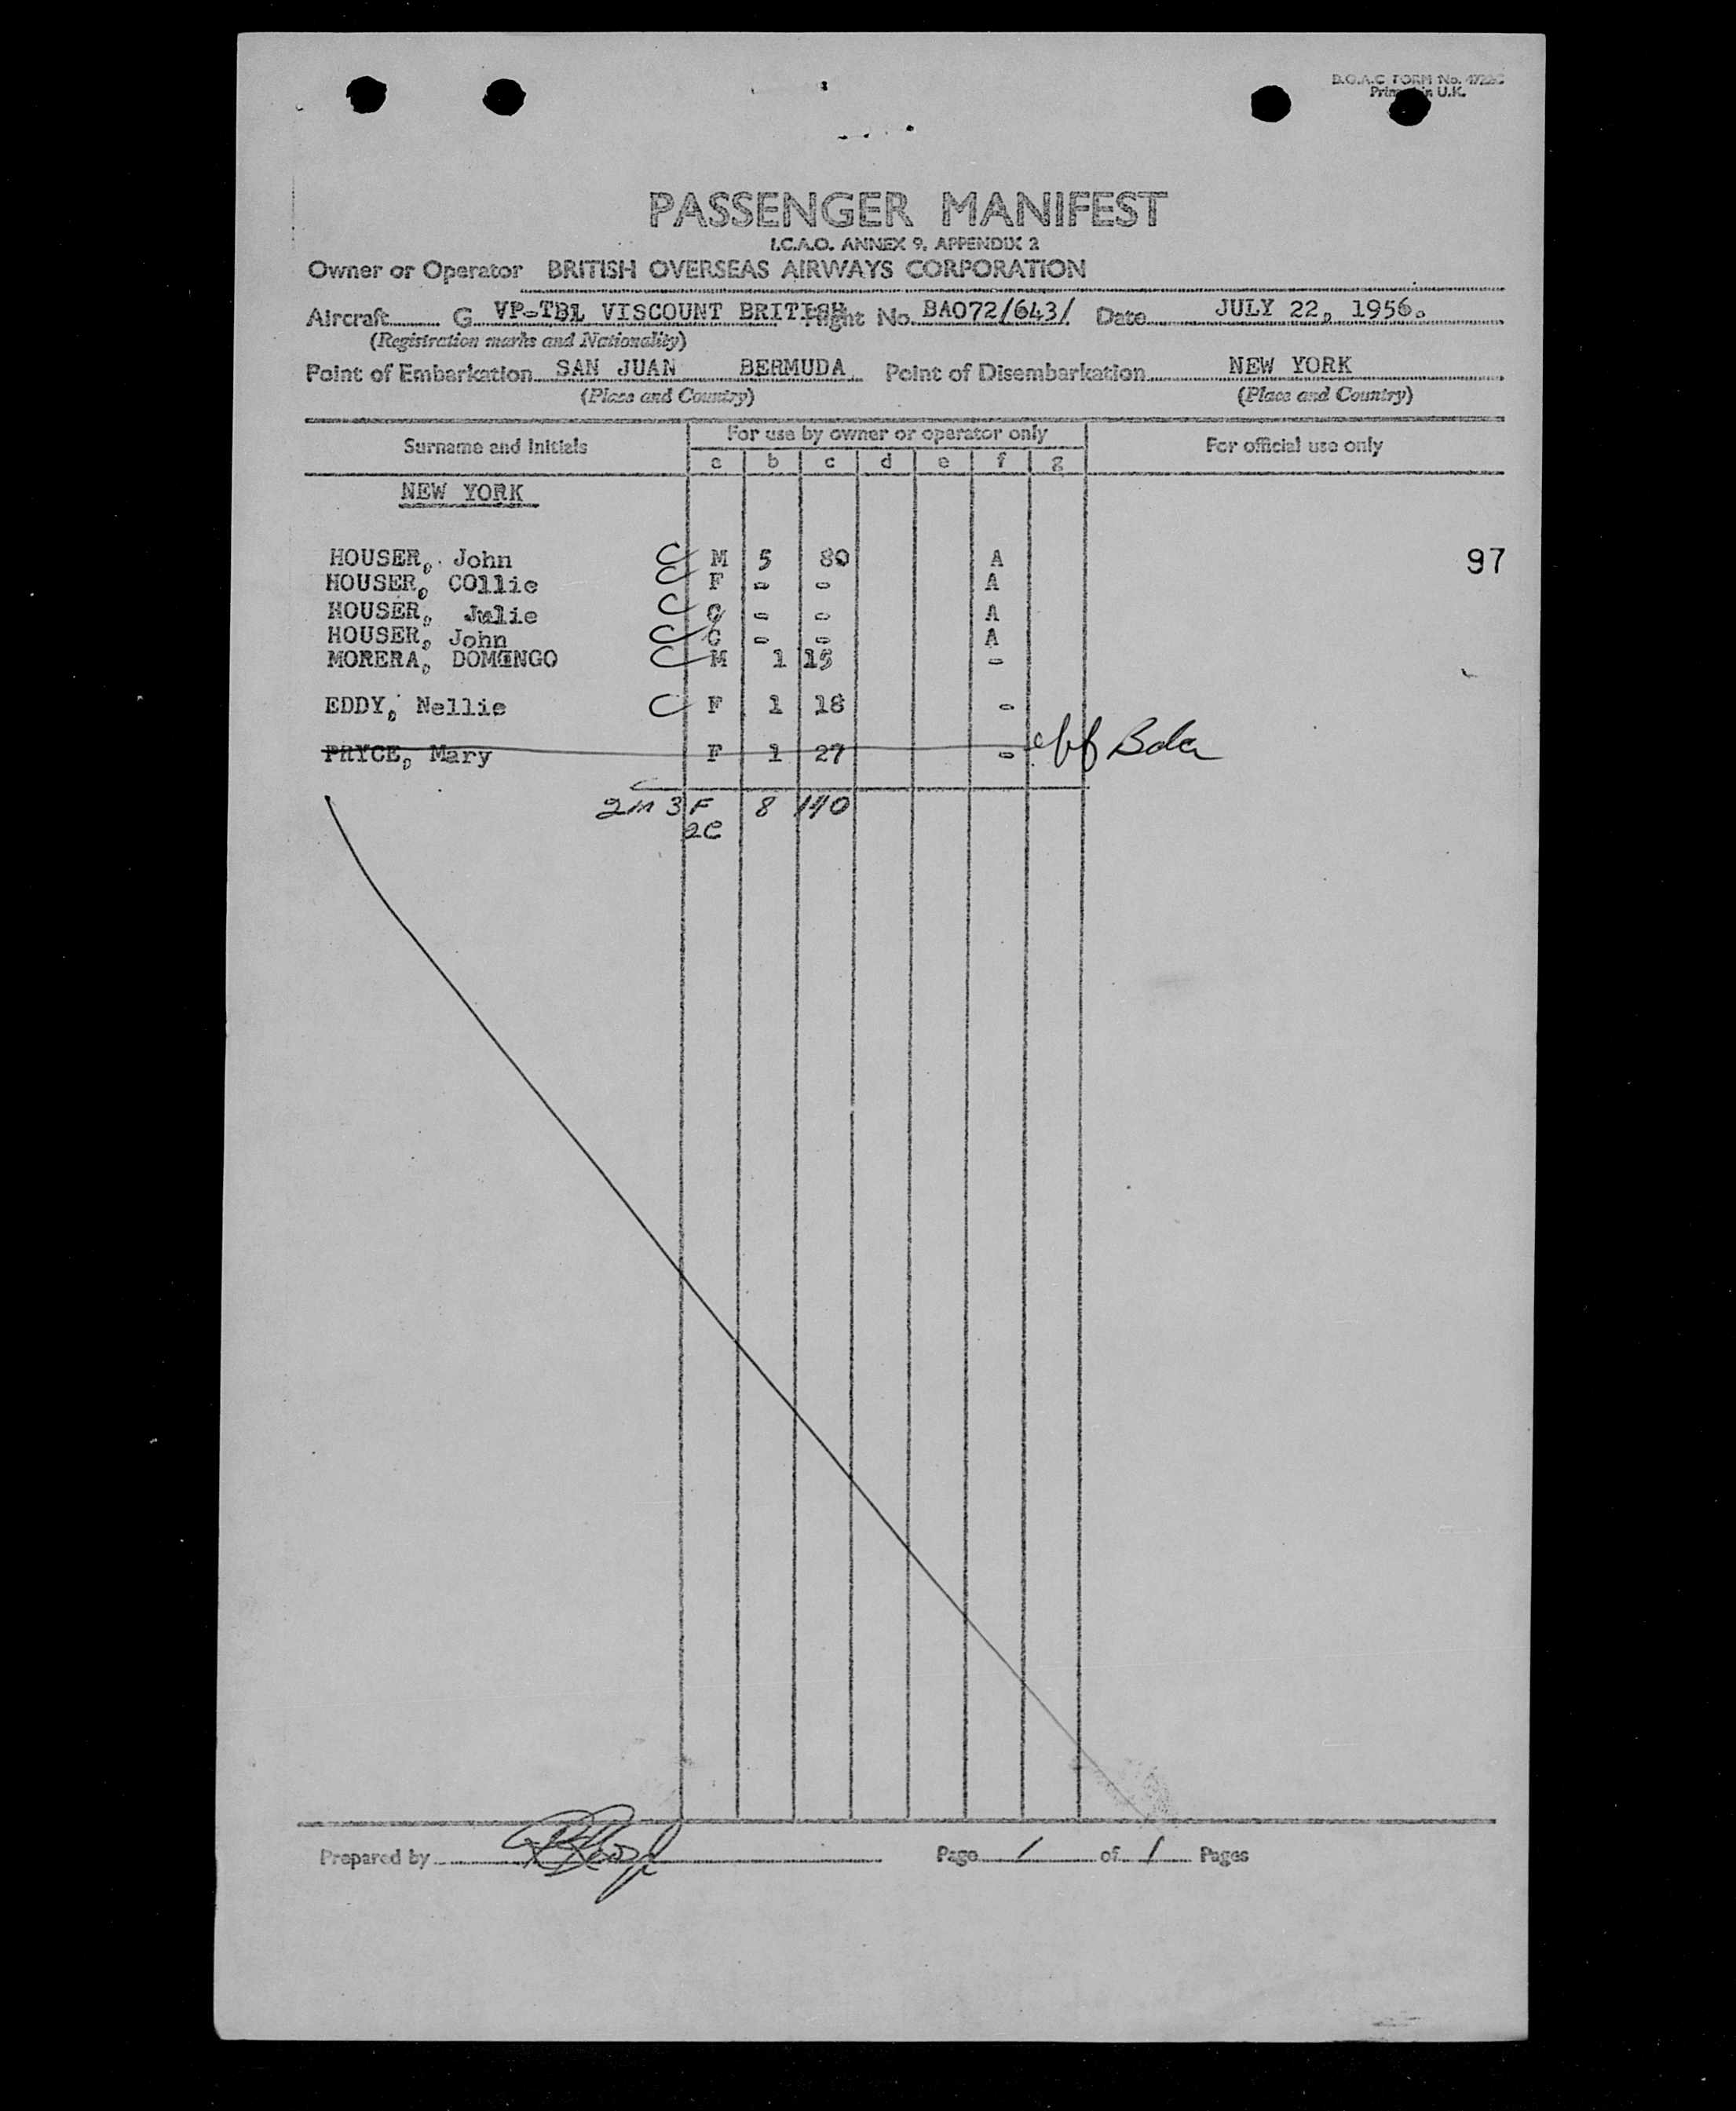 B.O.A.C FORM No. 4722C
Printed in U.K.
PASSENGER MANIFEST
I.C.A.O. ANNEX 9, APPENDIX 2
Owner or Operator BRITISH OVERSEAS AIRWAYS CORPORATION
Aircraft G VP-TBL VISCOUNT BRITISH Flight No. BA072/643/ Date JULY 22, 1956.
(Registration marks and Nationality)
Point of Embarkation SAN JUAN BERMUDA Point of Disembarkation NEW YORK
(Place and Country) (Place and Country)
Surname and Initials For use by owner or operator only For official use only
a b c d e f g
NEW YORK
HOUSER, John C M 5 80 A 97
HOUSER, COllie C F - - A
HOUSER, Julie C C - - A
HOUSER, John C C - - A
MORERA, DOMINGO C M 1 15 -
EDDY, Nellie C F 1 18 -
PRYCE, Mary F 1 27 - off Bda
2M 3F 8 140
2C
Prepared by
Page 1 of 1 Pages